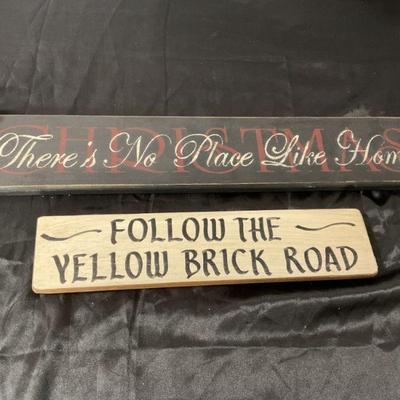 CHRISTMAS
There's No Place Like Hom
FOLLOW THE
YELLOW BRICK ROAD